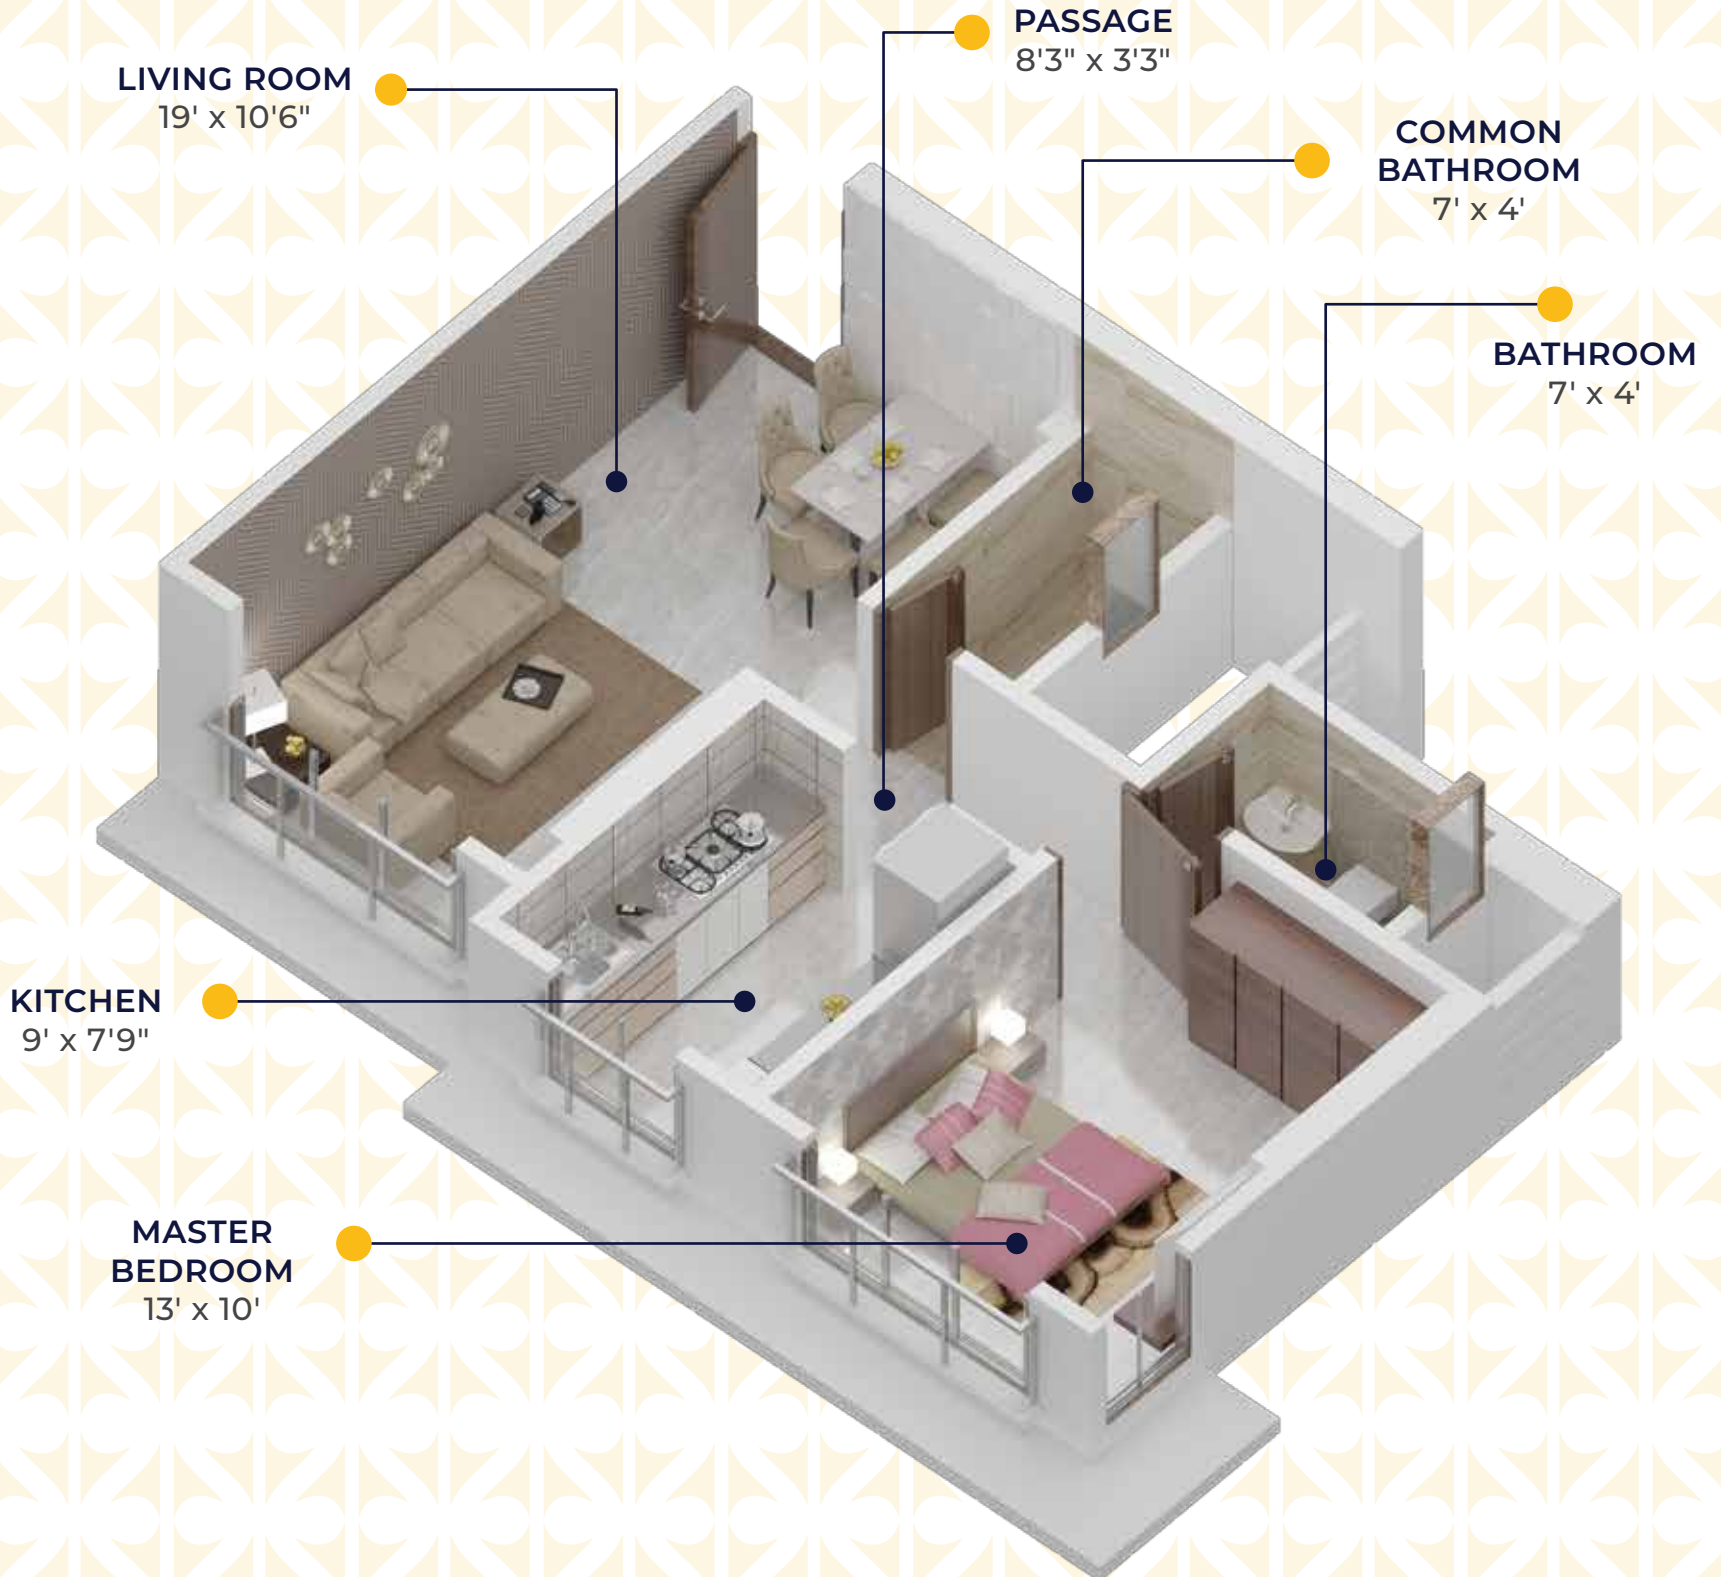 PASSAGE
8'3" x 3'3"
LIVING ROOM
19' x 10'6"
COMMON
BATHROOM
7' x 4'
BATHROOM
7' x 4'
KITCHEN
9' x 7'9"
MASTER
BEDROOM
13' x 10'